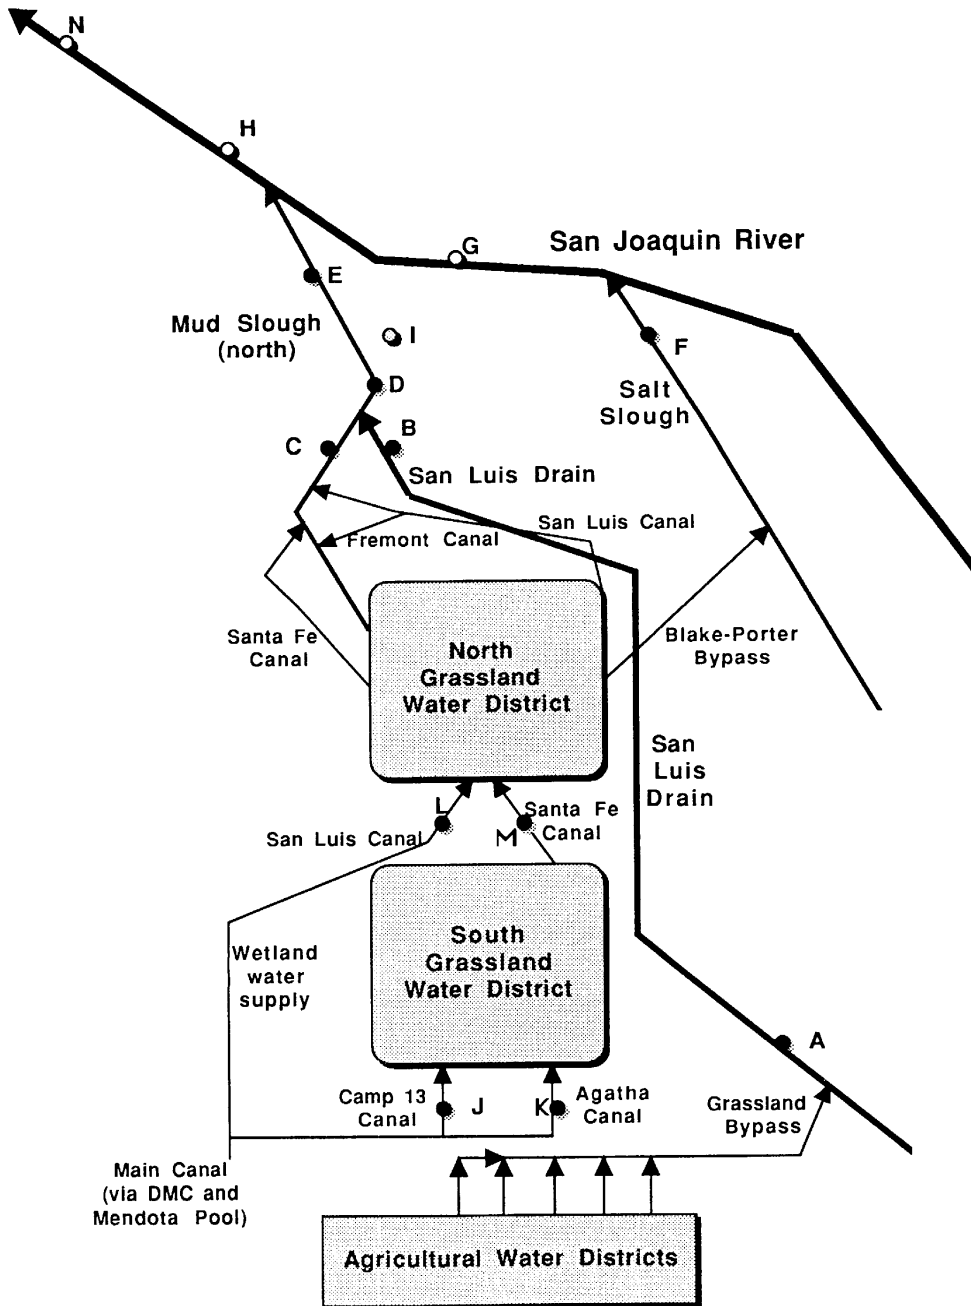 N
H
G
San Joaquin River
E
Mud Slough
(north)
I
F
D
Salt
Slough
C
B
San Luis Drain
San Luis Canal
Fremont Canal
Santa Fe
Canal
Blake-Porter
Bypass
North
Grassland
Water District
San
Luis
Drain
L
Santa Fe
Canal
San Luis Canal
M
South
Grassland
Water District
Wetland
water
supply
A
Camp 13
Canal
J
K
Agatha
Canal
Grassland
Bypass
Main Canal
(via DMC and
Mendota Pool)
Agricultural Water Districts